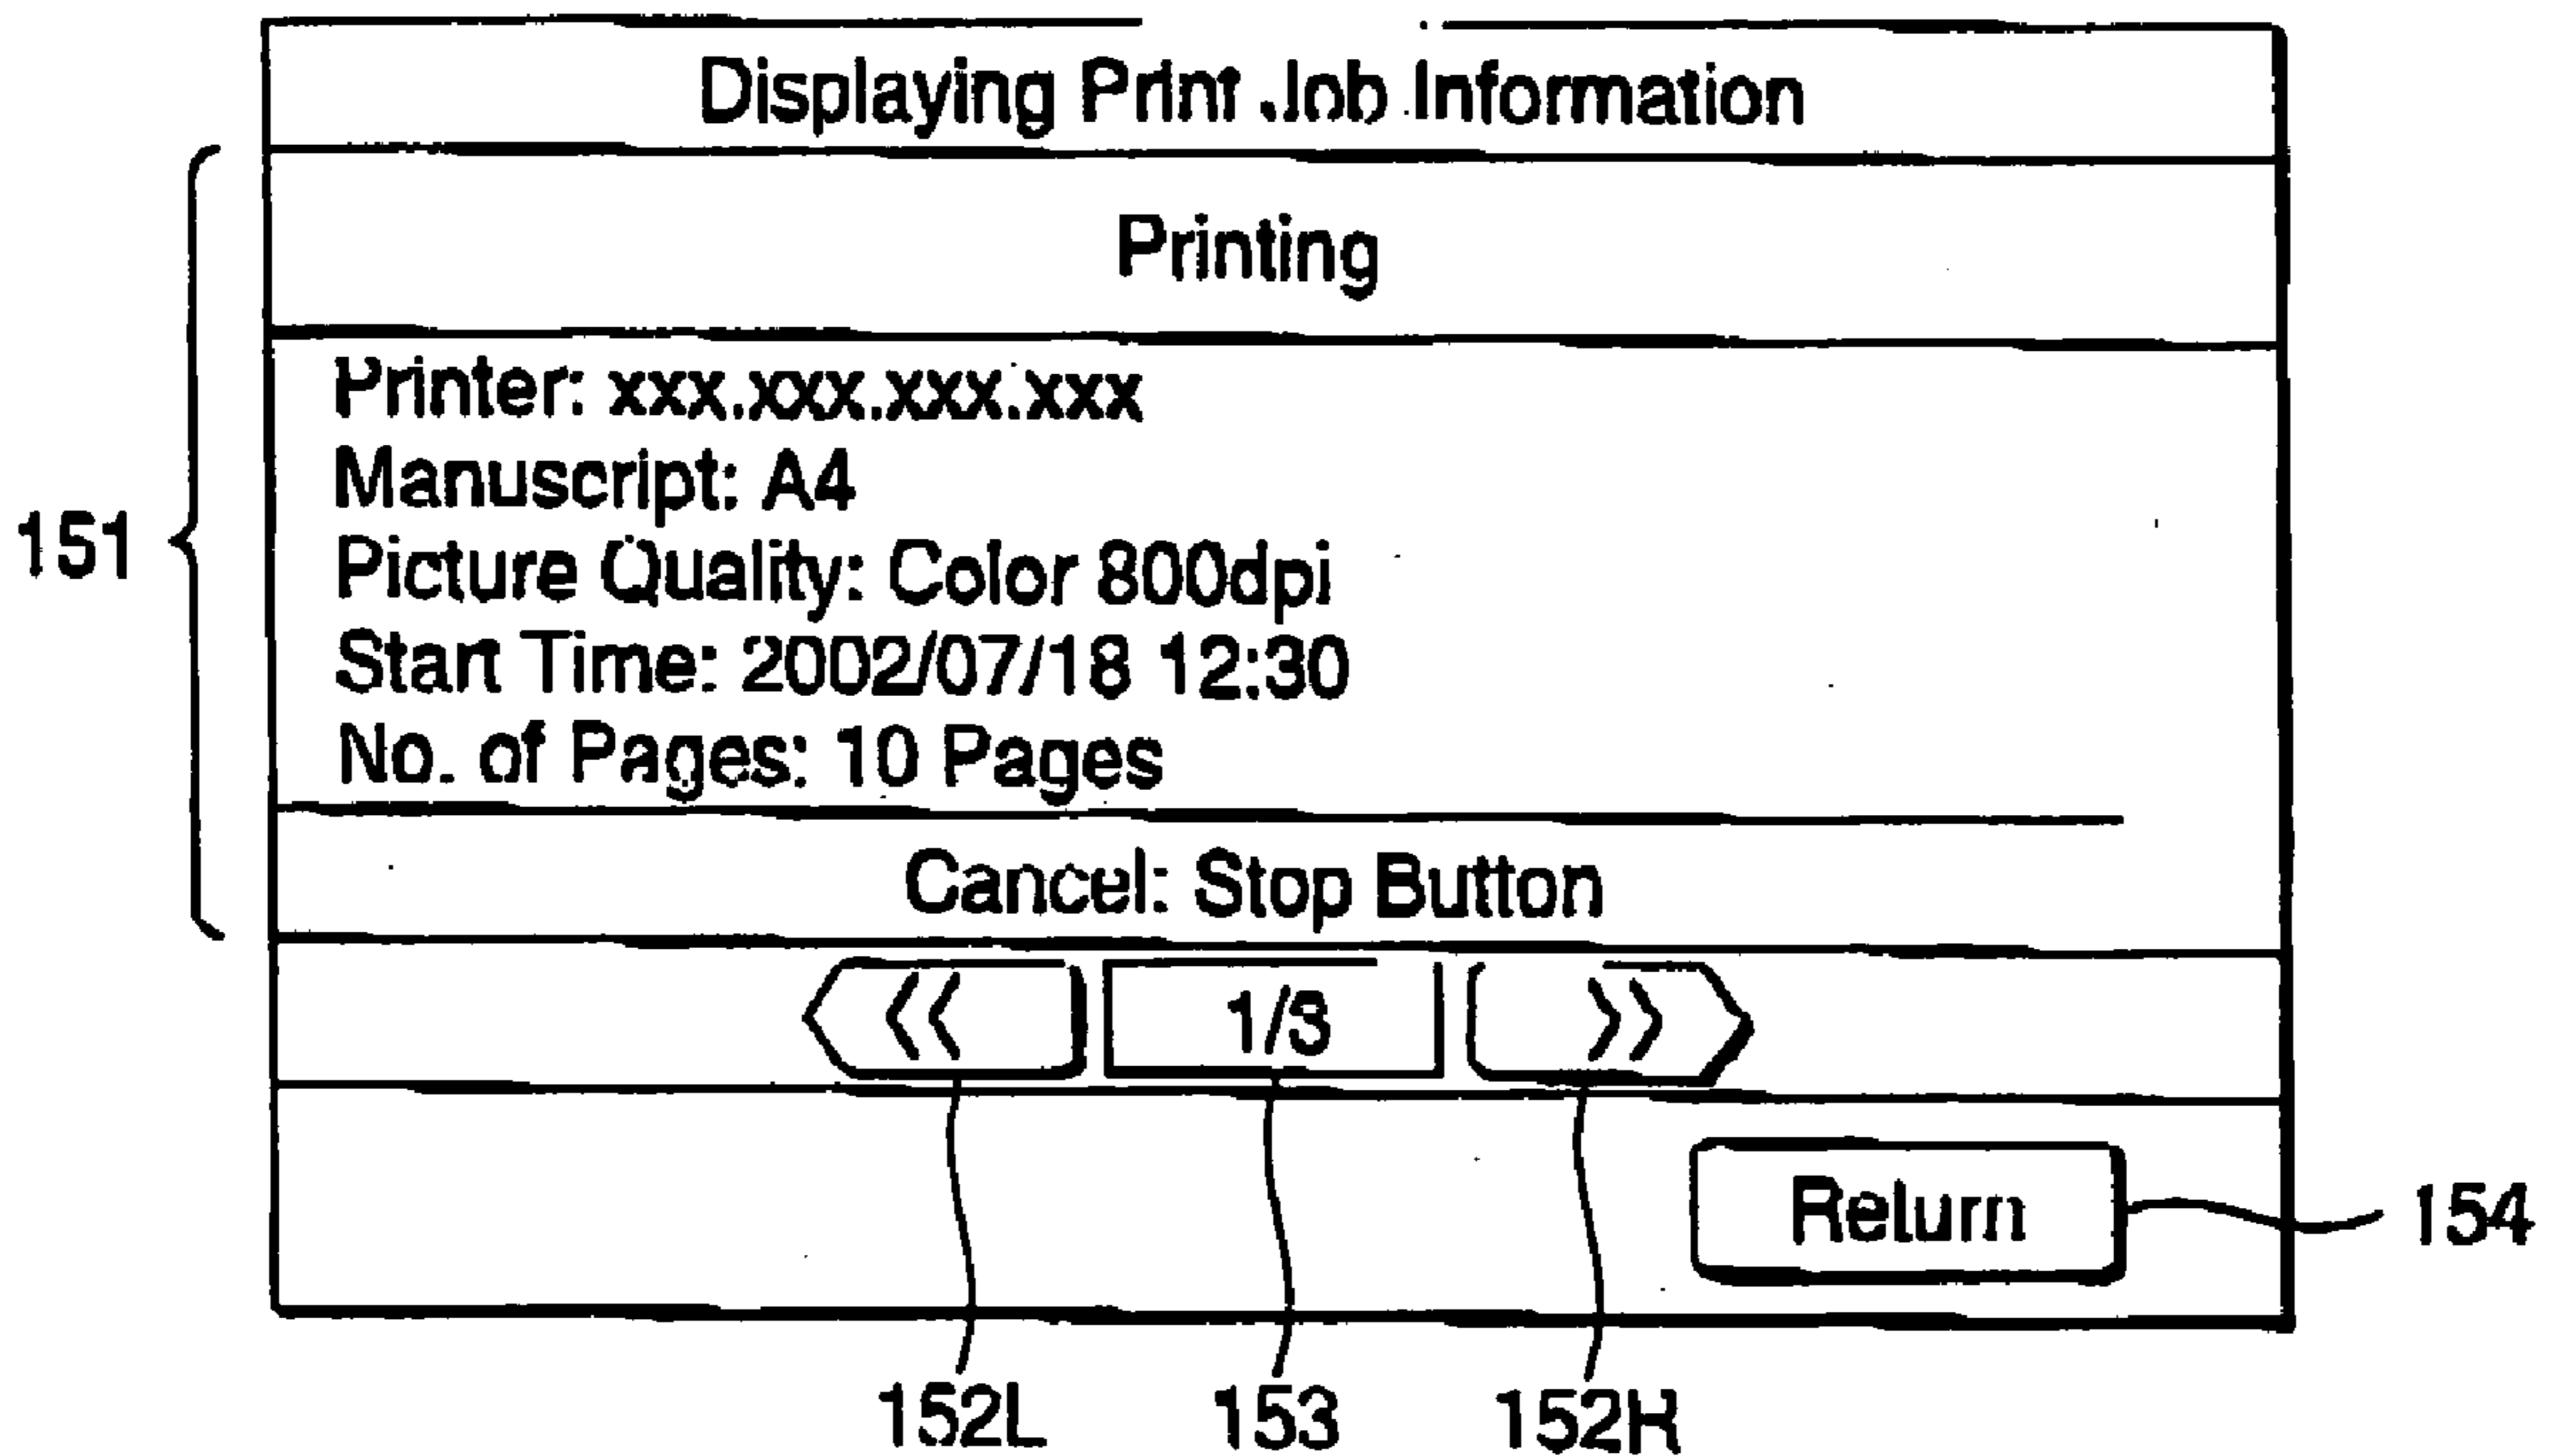 Displaying Print Job Information
Printing
Printer: xxx.xxx.xxx.xxx
Manuscript: A4
Picture Quality: Color 800dpi
Start Time: 2002/07/18 12:30
No. of Pages: 10 Pages
151
Cancel: Stop Button
<< 1/3 >>
Return
154
152L 153 152R